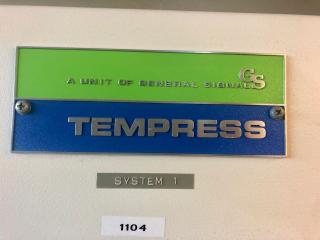 A UNIT OF GENERAL SIGNAL GS
TEMPRESS
SYSTEM 1
1104